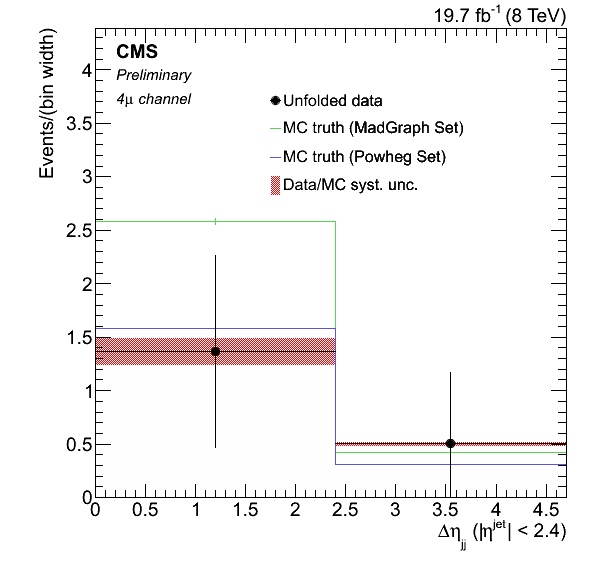 19.7 fb⁻¹ (8 TeV)
CMS
Preliminary
4μ channel
Events/(bin width)
Unfolded data
MC truth (MadGraph Set)
MC truth (Powheg Set)
Data/MC syst. unc.
4
3.5
3
2.5
2
1.5
1
0.5
0
0 0.5 1 1.5 2 2.5 3 3.5 4 4.5
Δη_jj (|η^jet| < 2.4)